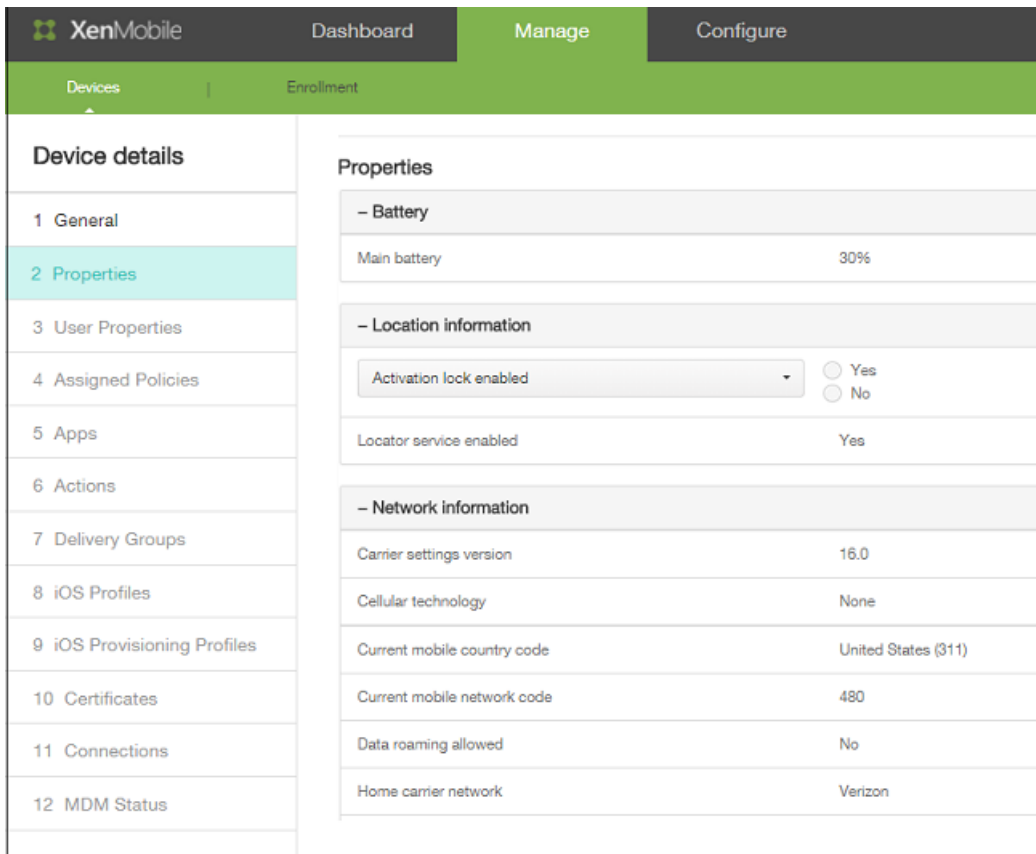 XenMobile Dashboard Manage Configure
Devices | Enrollment
Device details
1 General
2 Properties
3 User Properties
4 Assigned Policies
5 Apps
6 Actions
7 Delivery Groups
8 iOS Profiles
9 iOS Provisioning Profiles
10 Certificates
11 Connections
12 MDM Status
Properties
– Battery
Main battery 30%
– Location information
Activation lock enabled Yes
No
Locator service enabled Yes
– Network information
Carrier settings version 16.0
Cellular technology None
Current mobile country code United States (311)
Current mobile network code 480
Data roaming allowed No
Home carrier network Verizon